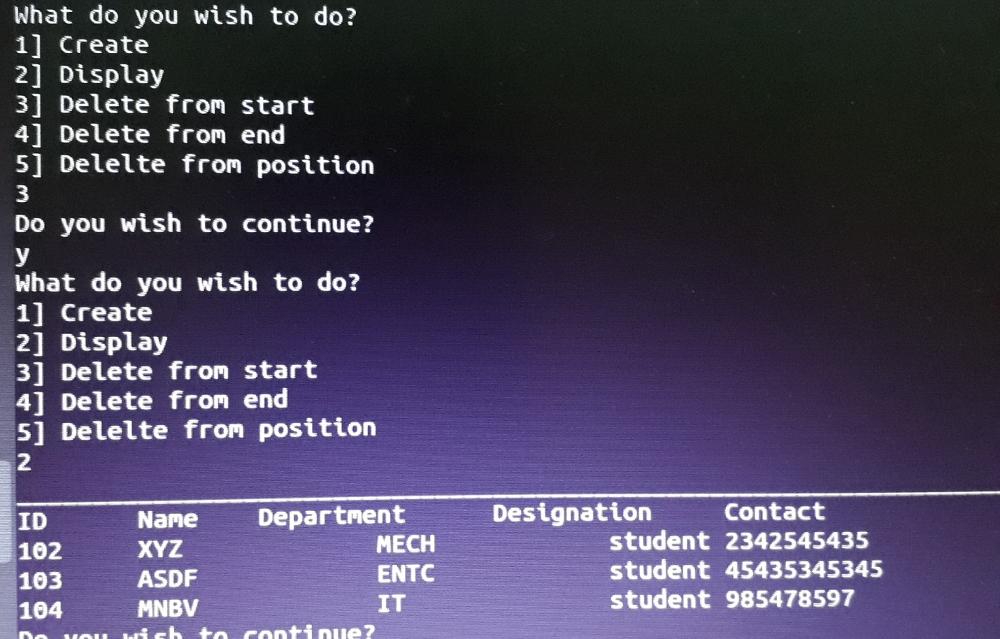 What do you wish to do?
1] Create
2] Display
3] Delete from start
4] Delete from end
5] Delelte from position
3
Do you wish to continue?
y
What do you wish to do?
1] Create
2] Display
3] Delete from start
4] Delete from end
5] Delelte from position
2
ID Name Department Designation Contact
102 XYZ MECH student 2342545435
103 ASDF ENTC student 45435345345
104 MNBV IT student 985478597
Do you wish to continue?